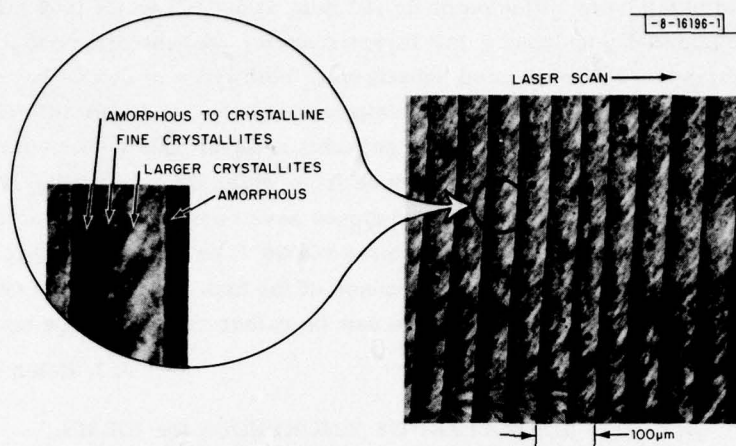 -8-16196-1
LASER SCAN
AMORPHOUS TO CRYSTALLINE
FINE CRYSTALLITES
LARGER CRYSTALLITES
AMORPHOUS
100µm